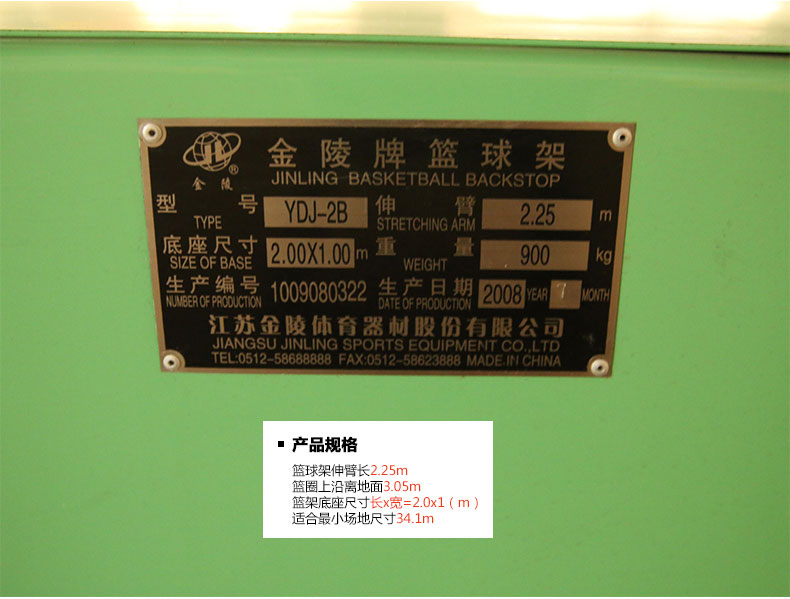 JL
®
金陵
金陵牌篮球架
JINLING BASKETBALL BACKSTOP
型号 YDJ-2B 伸臂 2.25 m
TYPE STRETCHING ARM
底座尺寸 2.00X1.00 m 重量 900 kg
SIZE OF BASE WEIGHT
生产编号 1009080322 生产日期 2008 YEAR 7 MONTH
NUMBER OF PRODUCTION DATE OF PRODUCTION
江苏金陵体育器材股份有限公司
JIANGSU JINLING SPORTS EQUIPMENT CO.,LTD
TEL:0512-58688888 FAX:0512-58623888 MADE IN CHINA
产品规格
篮球架伸臂长2.25m
篮圈上沿离地面3.05m
篮架底座尺寸长x宽=2.0x1（m）
适合最小场地尺寸34.1m